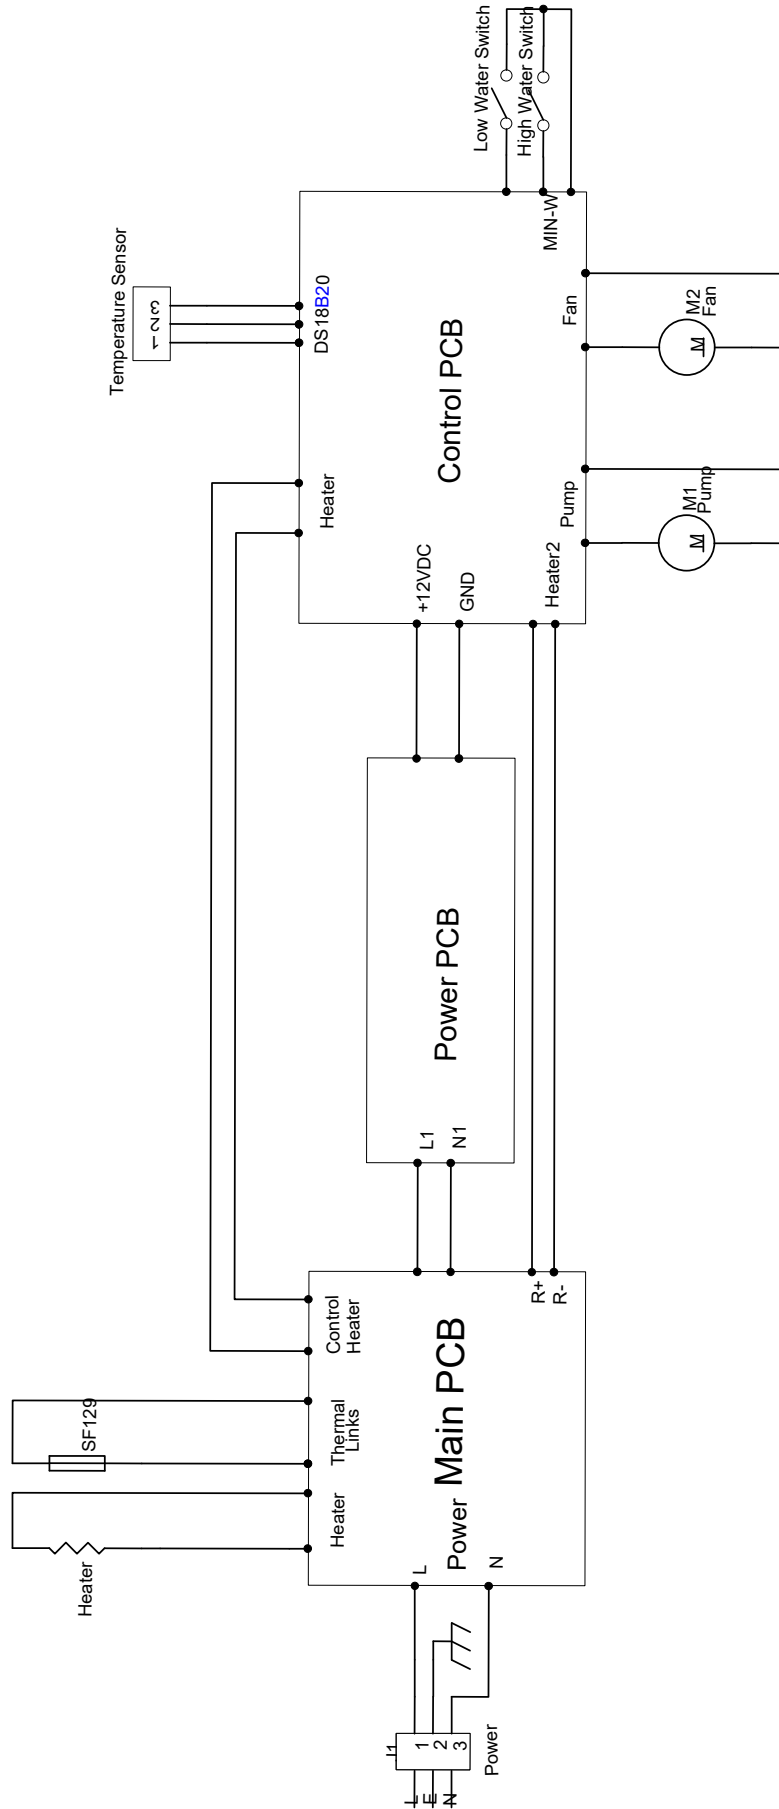 Low Water Switch
High Water Switch
MIN-W
Temperature Sensor
3
2
1
DS18B20
Fan
M2
Fan
M
Control PCB
Heater
Pump
M1
Pump
M
+12VDC
GND
Heater2
Power PCB
L1
N1
Control
Heater
R+
R-
SF129
Thermal
Links
Main PCB
Heater
Heater
Power
L
N
J1
1
2
3
L
E
N
Power